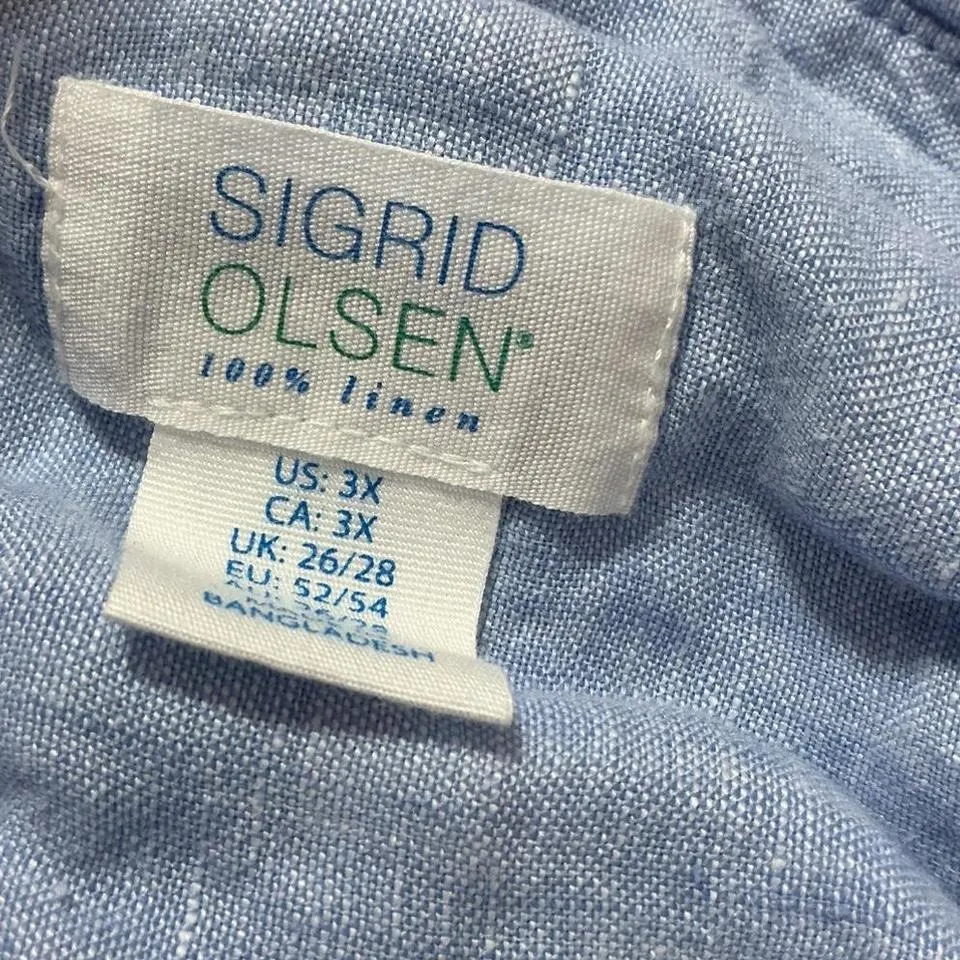 SIGRID
OLSEN®
100% linen
US: 3X
CA: 3X
UK: 26/28
EU: 52/54
BANGLADESH